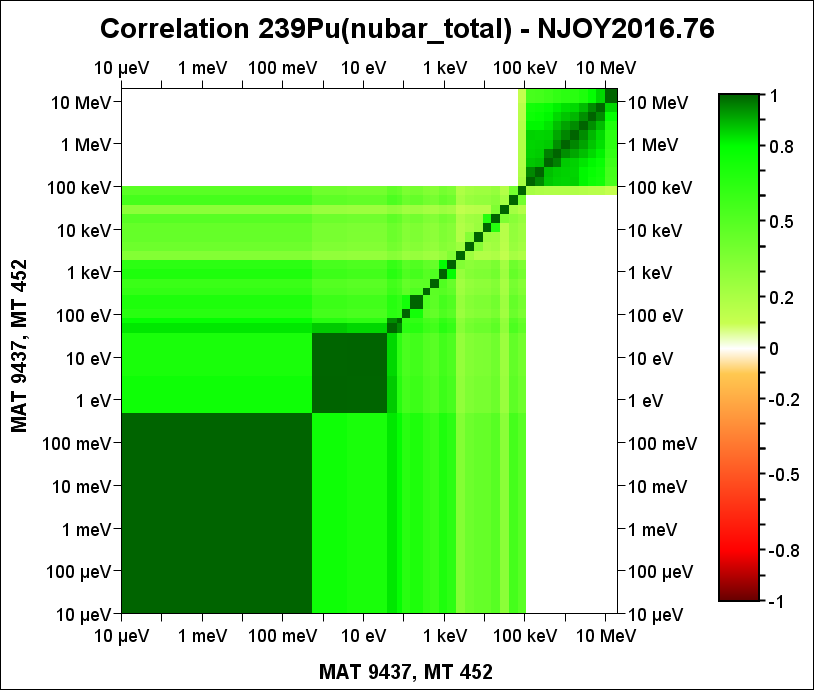 Correlation 239Pu(nubar_total) - NJOY2016.76
10 µeV 1 meV 100 meV 10 eV 1 keV 100 keV 10 MeV
10 MeV 10 MeV 1
1 MeV 1 MeV 0.8
100 keV 100 keV
10 keV 10 keV 0.5
1 keV 1 keV 0.2
100 eV 100 eV
10 eV 10 eV 0
1 eV 1 eV -0.2
100 meV 100 meV
10 meV 10 meV -0.5
1 meV 1 meV -0.8
100 µeV 100 µeV
10 µeV 10 µeV -1
10 µeV 1 meV 100 meV 10 eV 1 keV 100 keV 10 MeV
MAT 9437, MT 452
MAT 9437, MT 452